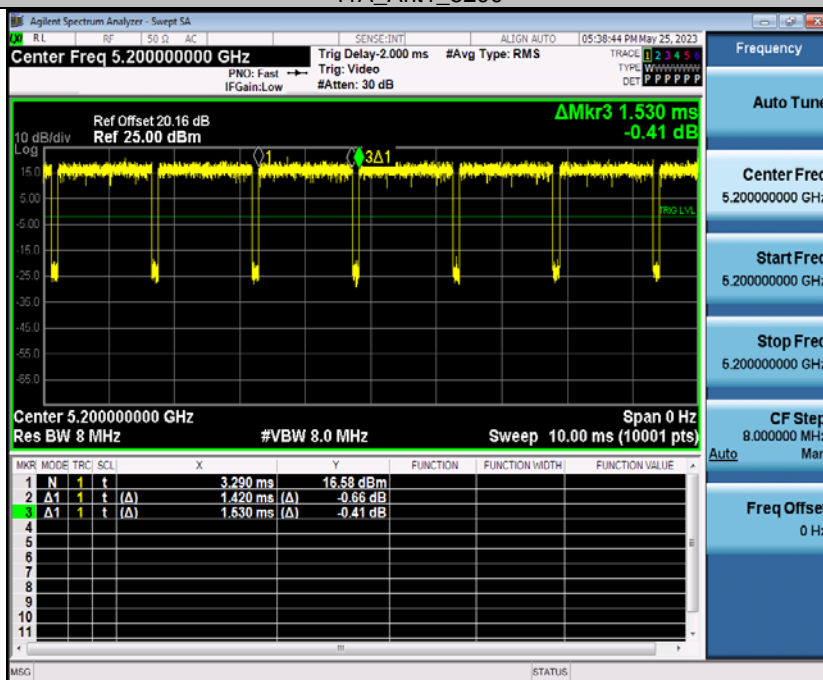 Agilent Spectrum Analyzer - Swept SA
RL RF 50 Ω AC SENSE:INT ALIGN AUTO 05:38:44 PM May 25, 2023
Center Freq 5.200000000 GHz
PNO: Fast
IFGain:Low
Trig Delay-2.000 ms
Trig: Video
#Atten: 30 dB
#Avg Type: RMS
TRACE 1 2 3 4 5 6
TYPE WWWWWW
DET P P P P P P
Frequency
Auto Tune
Center Freq
5.200000000 GHz
Start Freq
5.200000000 GHz
Stop Freq
5.200000000 GHz
CF Step
8.000000 MHz
Auto Man
Freq Offset
0 Hz
ΔMkr3 1.530 ms
-0.41 dB
Ref Offset 20.16 dB
10 dB/div Ref 25.00 dBm
Log
1
3Δ1
15.0
5.00
TRIG LVL
-5.00
-15.0
-25.0
-35.0
-45.0
-55.0
-65.0
Center 5.200000000 GHz Span 0 Hz
Res BW 8 MHz #VBW 8.0 MHz Sweep 10.00 ms (10001 pts)
MKR MODE TRC SCL X Y FUNCTION FUNCTION WIDTH FUNCTION VALUE
1 N 1 t 3.290 ms 16.58 dBm
2 Δ1 1 t (Δ) 1.420 ms (Δ) -0.66 dB
3 Δ1 1 t (Δ) 1.530 ms (Δ) -0.41 dB
4
5
6
7
8
9
10
11
MSG STATUS